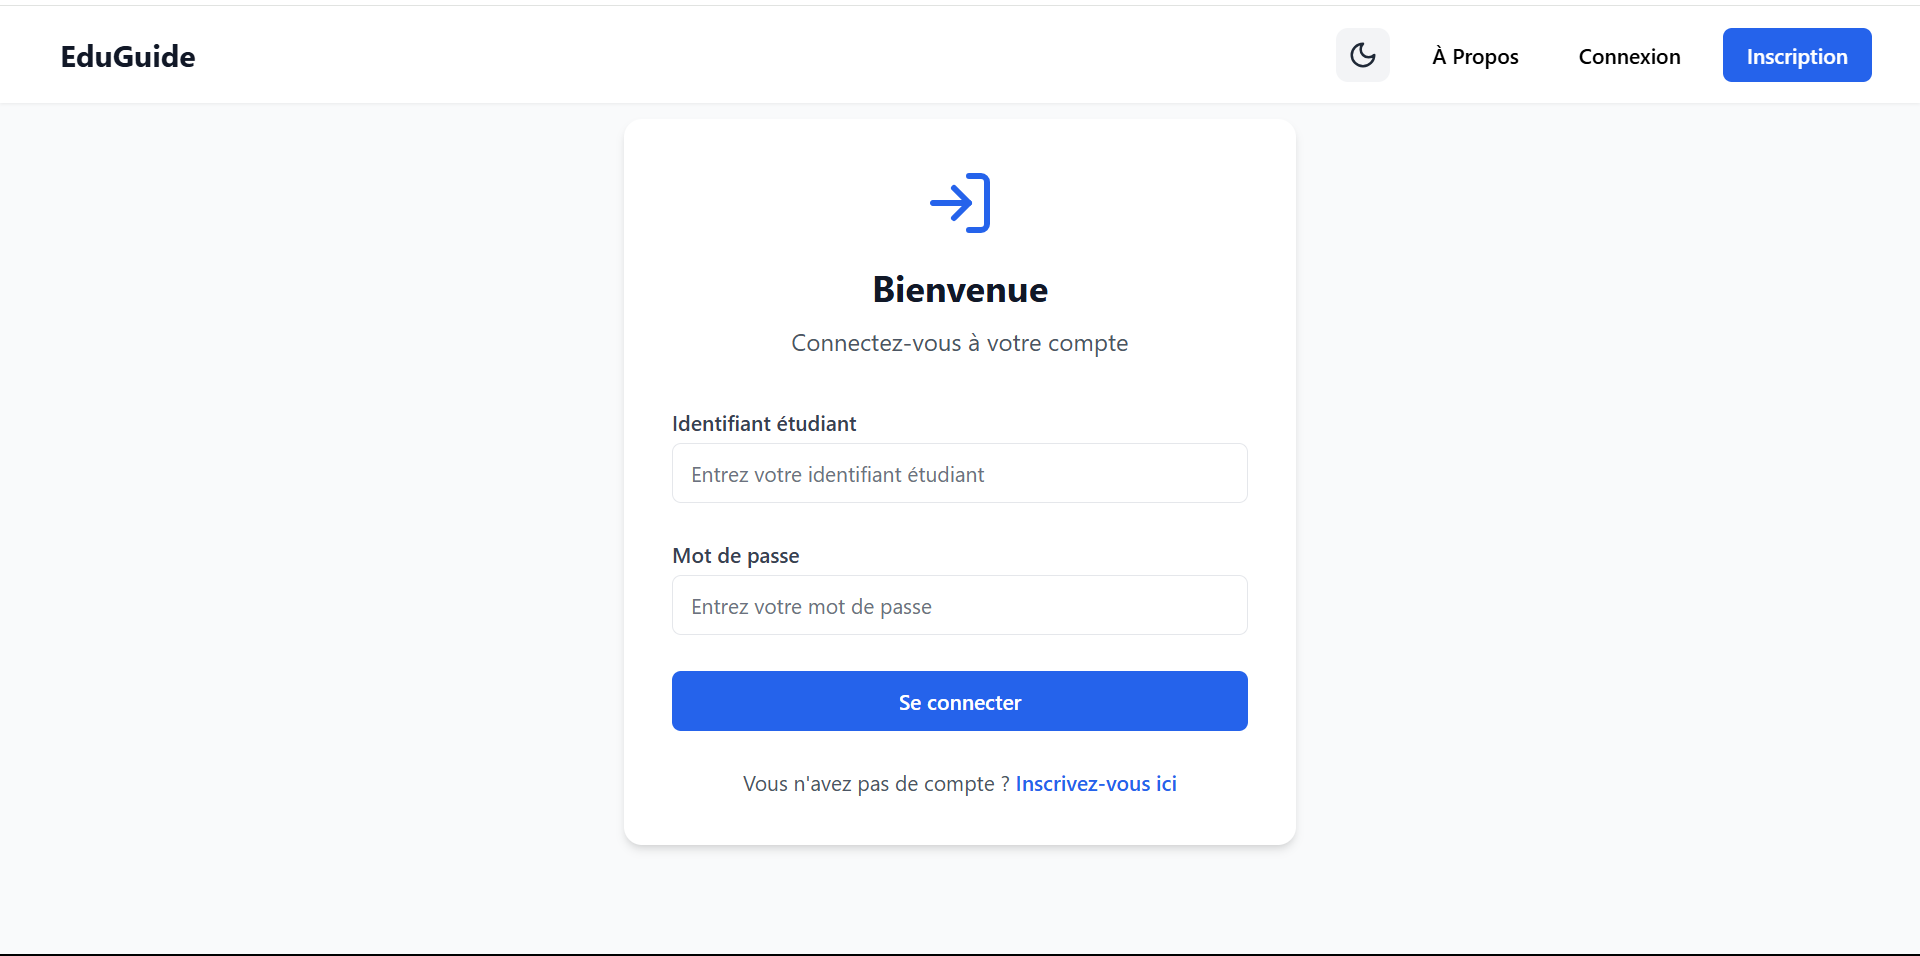 EduGuide
À Propos
Connexion
Inscription
Bienvenue
Connectez-vous à votre compte
Identifiant étudiant
Entrez votre identifiant étudiant
Mot de passe
Entrez votre mot de passe
Se connecter
Vous n'avez pas de compte ? Inscrivez-vous ici